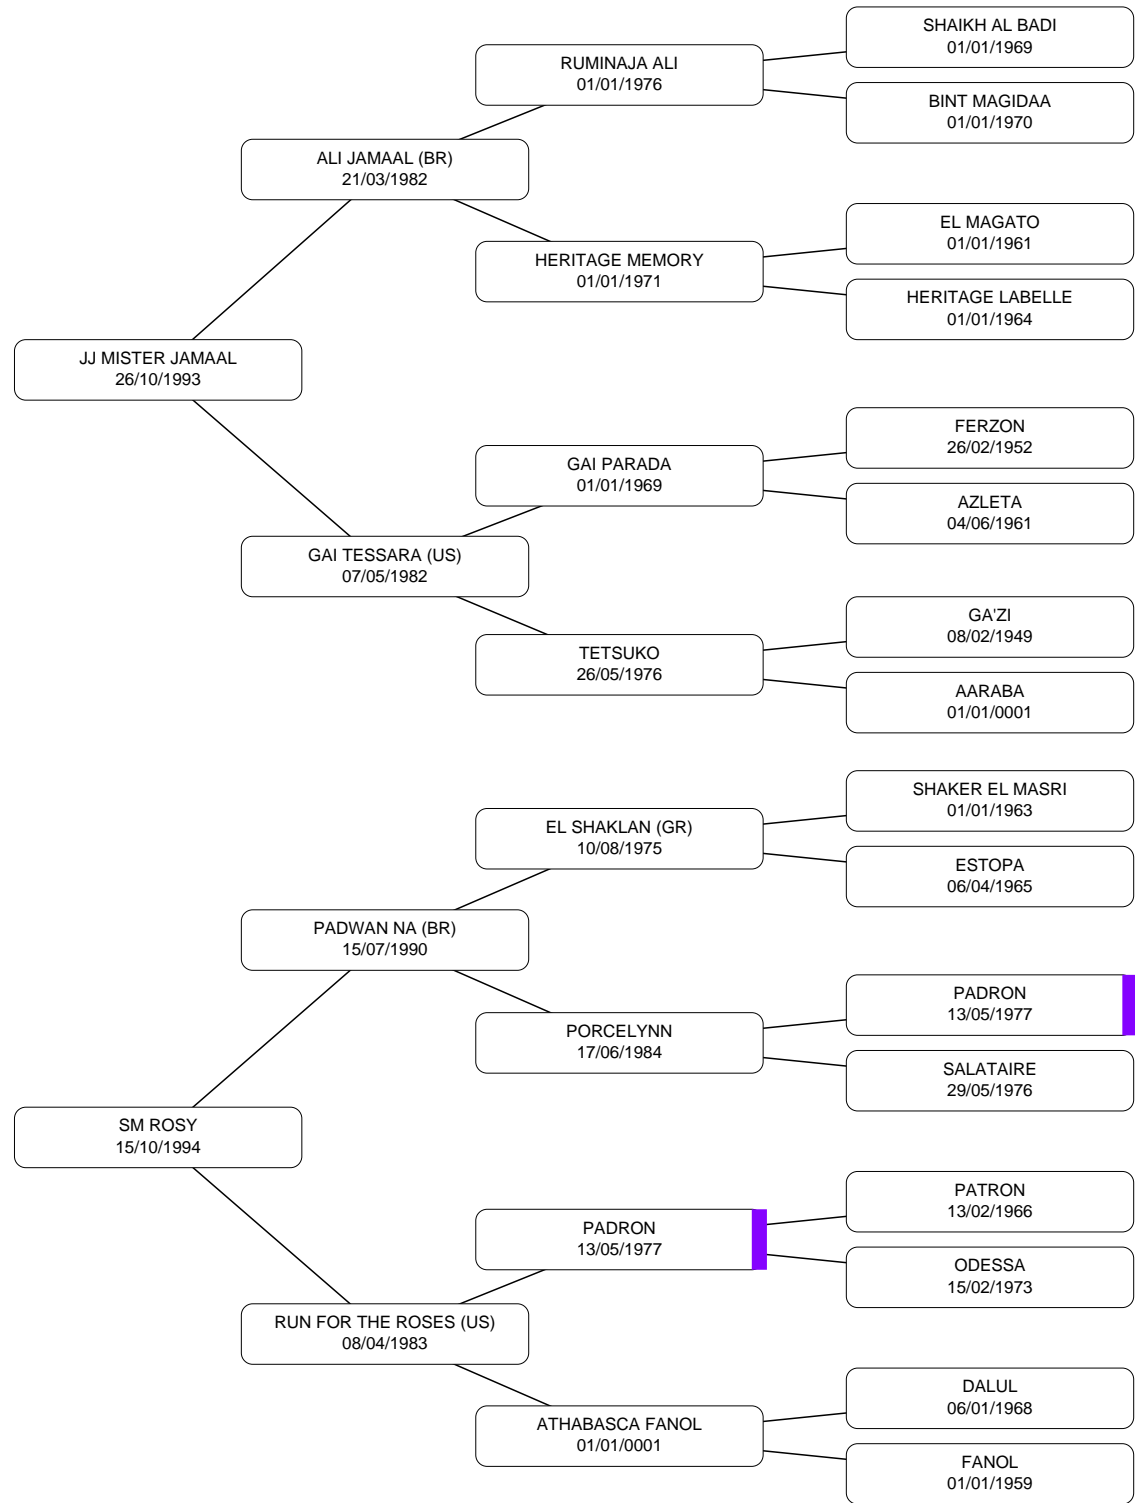 SHAIKH AL BADI
01/01/1969
RUMINAJA ALI
01/01/1976
BINT MAGIDAA
01/01/1970
ALI JAMAAL (BR)
21/03/1982
EL MAGATO
01/01/1961
HERITAGE MEMORY
01/01/1971
HERITAGE LABELLE
01/01/1964
JJ MISTER JAMAAL
26/10/1993
FERZON
26/02/1952
GAI PARADA
01/01/1969
AZLETA
04/06/1961
GAI TESSARA (US)
07/05/1982
GA'ZI
08/02/1949
TETSUKO
26/05/1976
AARABA
01/01/0001
SHAKER EL MASRI
01/01/1963
EL SHAKLAN (GR)
10/08/1975
ESTOPA
06/04/1965
PADWAN NA (BR)
15/07/1990
PADRON
13/05/1977
PORCELYNN
17/06/1984
SALATAIRE
29/05/1976
SM ROSY
15/10/1994
PATRON
13/02/1966
PADRON
13/05/1977
ODESSA
15/02/1973
RUN FOR THE ROSES (US)
08/04/1983
DALUL
06/01/1968
ATHABASCA FANOL
01/01/0001
FANOL
01/01/1959